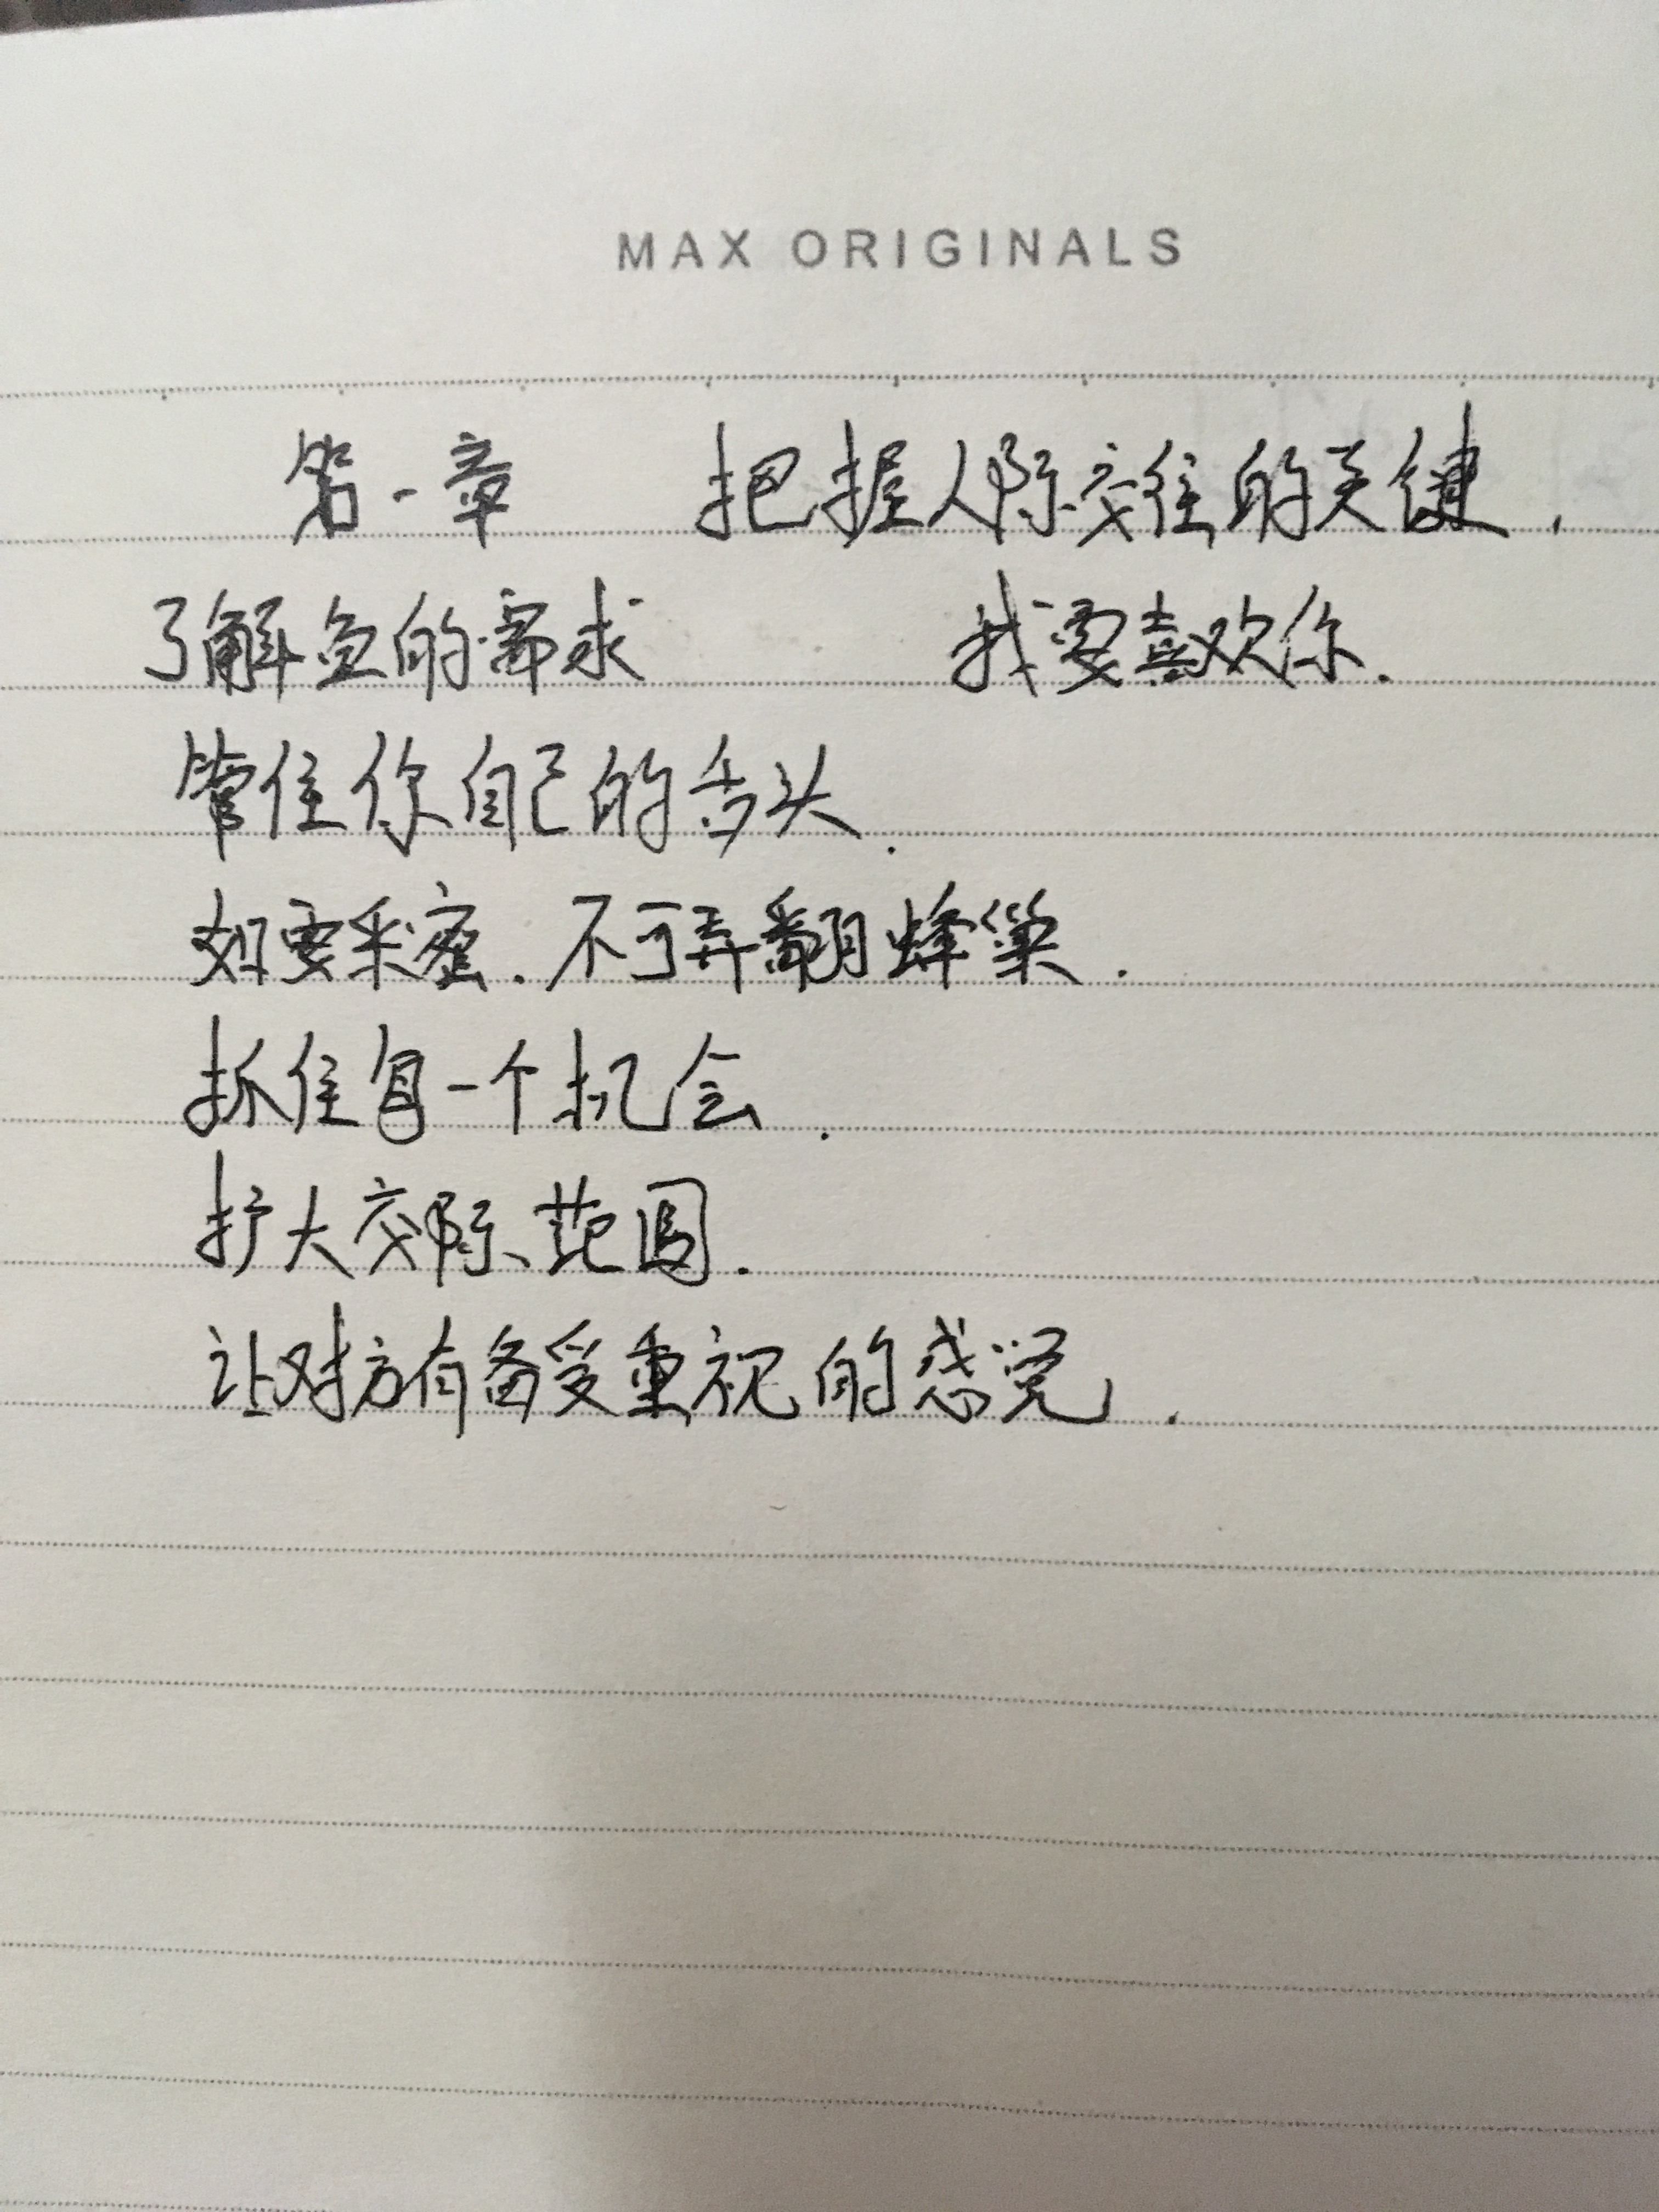 MAX ORIGINALS
第一章 把握人际交往的关键.
了解鱼的需求 我要喜欢你.
管住你自己的舌头.
如要采蜜.不可弄翻蜂巢.
抓住每一个机会.
扩大交际范围.
让对方有备受重视的感觉.